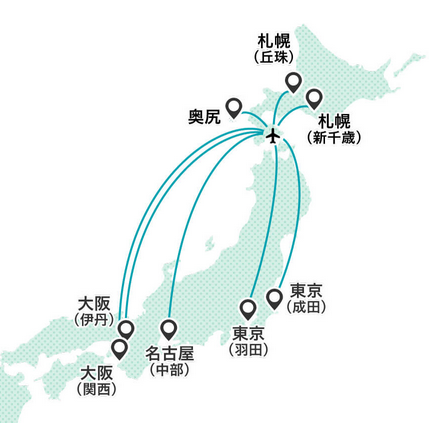 札幌
（丘珠）
奥尻
札幌
（新千歳）
大阪
（伊丹）
東京
（成田）
名古屋
（中部）
東京
（羽田）
大阪
（関西）